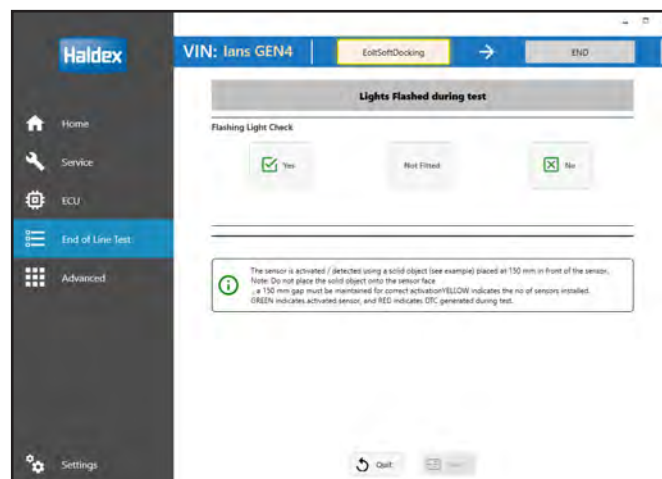 Haldex
VIN: Ians GEN4
EoltSoftDocking
END
Lights Flashed during test
Home
Flashing Light Check
Service
Yes
Not Fitted
No
ECU
End of Line Test
Advanced
The sensor is activated / detected using a solid object (see example) placed at 150 mm in front of the sensor.
Note: Do not place the solid object onto the sensor face
, a 150 mm gap must be maintained for correct activationYELLOW indicates the no of sensors installed.
GREEN indicates activated sensor, and RED indicates DTC generated during test.
Settings
Quit